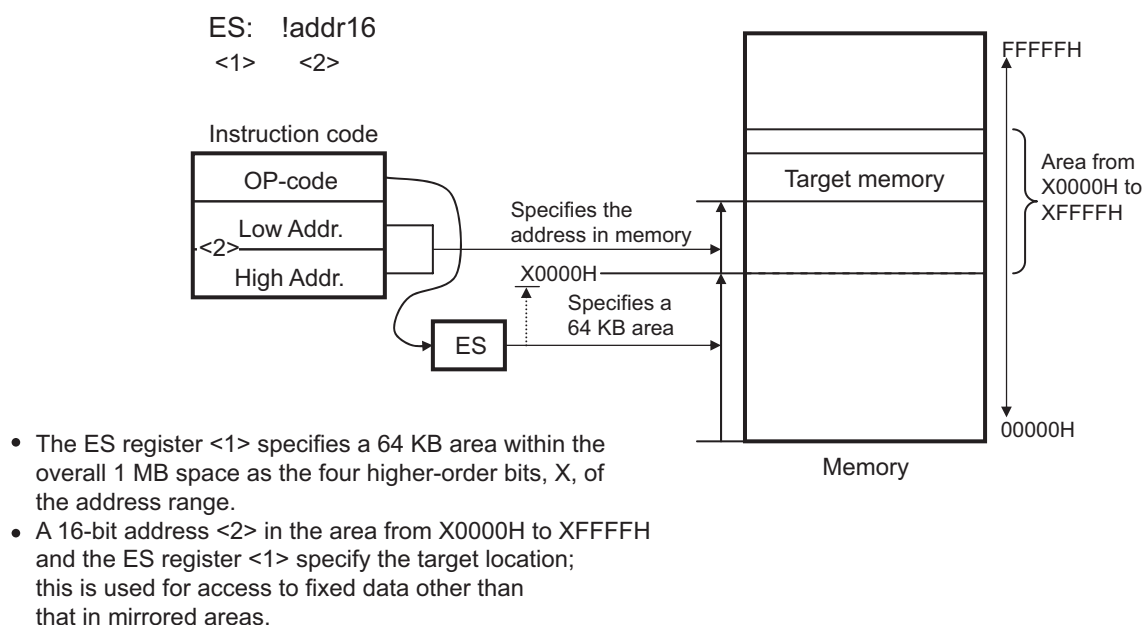 ES: !addr16
<1> <2>
Instruction code
OP-code
Low Addr.
<2>
High Addr.
ES
Specifies the
address in memory
X0000H
Specifies a
64 KB area
Target memory
FFFFFH
Area from
X0000H to
XFFFFH
00000H
Memory
• The ES register <1> specifies a 64 KB area within the
overall 1 MB space as the four higher-order bits, X, of
the address range.
• A 16-bit address <2> in the area from X0000H to XFFFFH
and the ES register <1> specify the target location;
this is used for access to fixed data other than
that in mirrored areas.